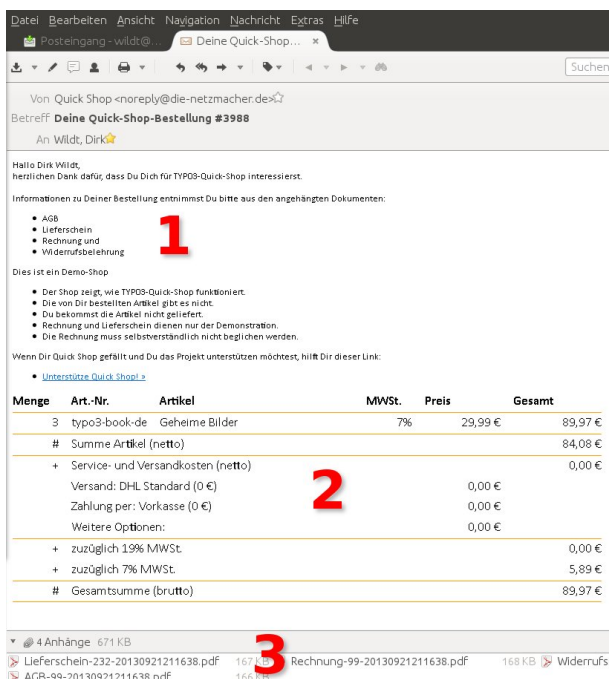 Datei Bearbeiten Ansicht Navigation Nachricht Extras Hilfe
Posteingang - wildt@... Deine Quick-Shop... ×
Suchen
Von Quick Shop <noreply@die-netzmacher.de>
Betreff Deine Quick-Shop-Bestellung #3988
An Wildt, Dirk
Hallo Dirk Wildt,
herzlichen Dank dafür, dass Du Dich für TYPO3-Quick-Shop interessierst.
Informationen zu Deiner Bestellung entnimmst Du bitte aus den angehängten Dokumenten:
• AGB
• Lieferschein
• Rechnung und
• Widerrufsbelehrung
1
Dies ist ein Demo-Shop
• Der Shop zeigt, wie TYPO3-Quick-Shop funktioniert.
• Die von Dir bestellten Artikel gibt es nicht.
• Du bekommst die Artikel nicht geliefert.
• Rechnung und Lieferschein dienen nur der Demonstration.
• Die Rechnung muss selbstverständlich nicht beglichen werden.
Wenn Dir Quick Shop gefällt und Du das Projekt unterstützen möchtest, hilft Dir dieser Link:
• Unterstütze Quick Shop! »
Menge Art.-Nr. Artikel MWSt. Preis Gesamt
3 typo3-book-de Geheime Bilder 7% 29,99 € 89,97 €
# Summe Artikel (netto) 84,08 €
+ Service- und Versandkosten (netto) 0,00 €
Versand: DHL Standard (0 €) 0,00 €
2
Zahlung per: Vorkasse (0 €) 0,00 €
Weitere Optionen: 0,00 €
+ zuzüglich 19% MWSt. 0,00 €
+ zuzüglich 7% MWSt. 5,89 €
# Gesamtsumme (brutto) 89,97 €
4 Anhänge 671 KB
3
Lieferschein-232-20130921211638.pdf 167 KB Rechnung-99-20130921211638.pdf 168 KB Widerrufs
AGB-99-20130921211638.pdf 166 KB